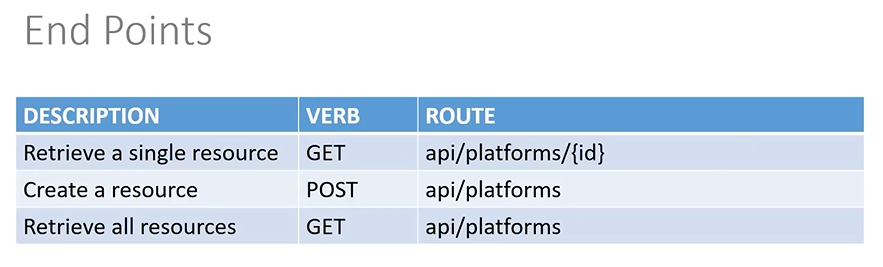 End Points
DESCRIPTION VERB ROUTE
Retrieve a single resource GET api/platforms/{id}
Create a resource POST api/platforms
Retrieve all resources GET api/platforms